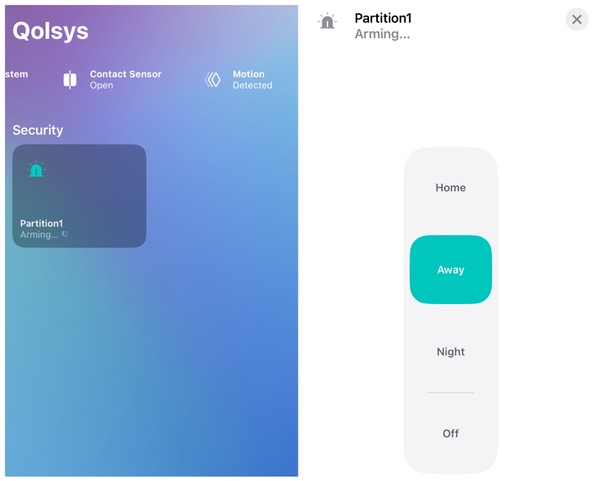 Qolsys
stem
Contact Sensor
Open
Motion
Detected
Security
Partition1
Arming...
Partition1
Arming...
Home
Away
Night
Off